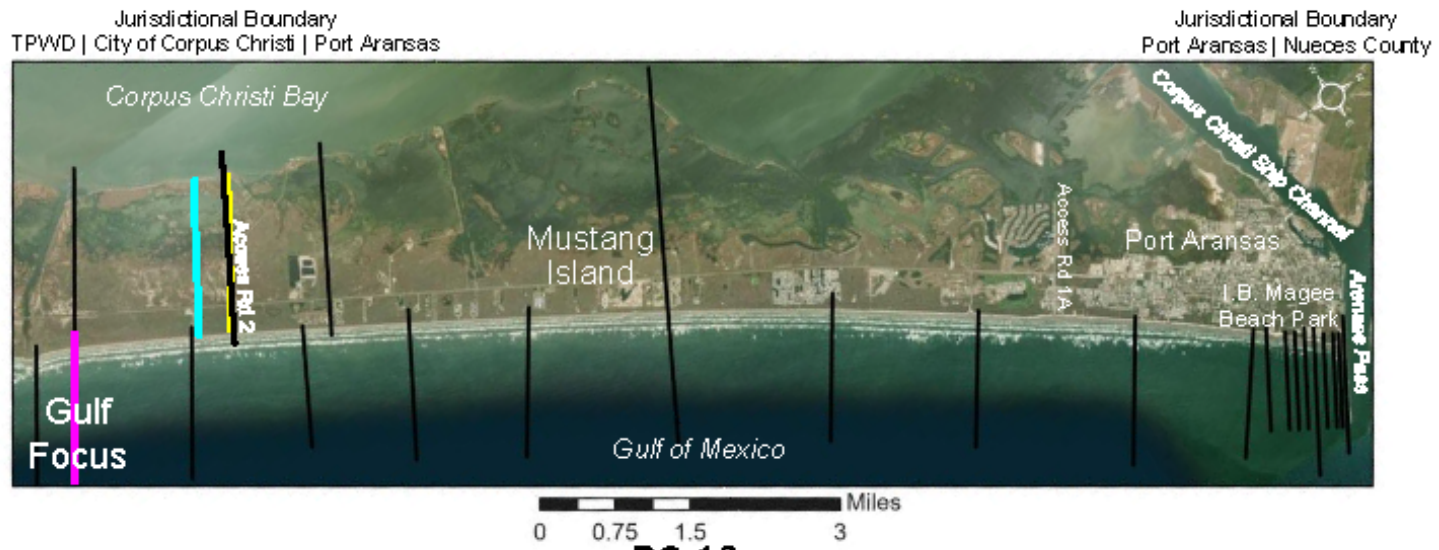 Jurisdictional Boundary
TPWD | City of Corpus Christi | Port Aransas
Jurisdictional Boundary
Port Aransas | Nueces County
Corpus Christi Bay
Corpus Christi Ship Channel
Access Rd 2
Mustang
Island
Access Rd 1A
Port Aransas
I.B. Magee
Beach Park
Aransas Pass
Gulf
Focus
Gulf of Mexico
Miles
0 0.75 1.5 3